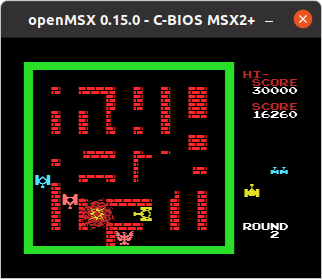 openMSX 0.15.0 - C-BIOS MSX2+
HI-
SCORE
30000
SCORE
16260
ROUND
2